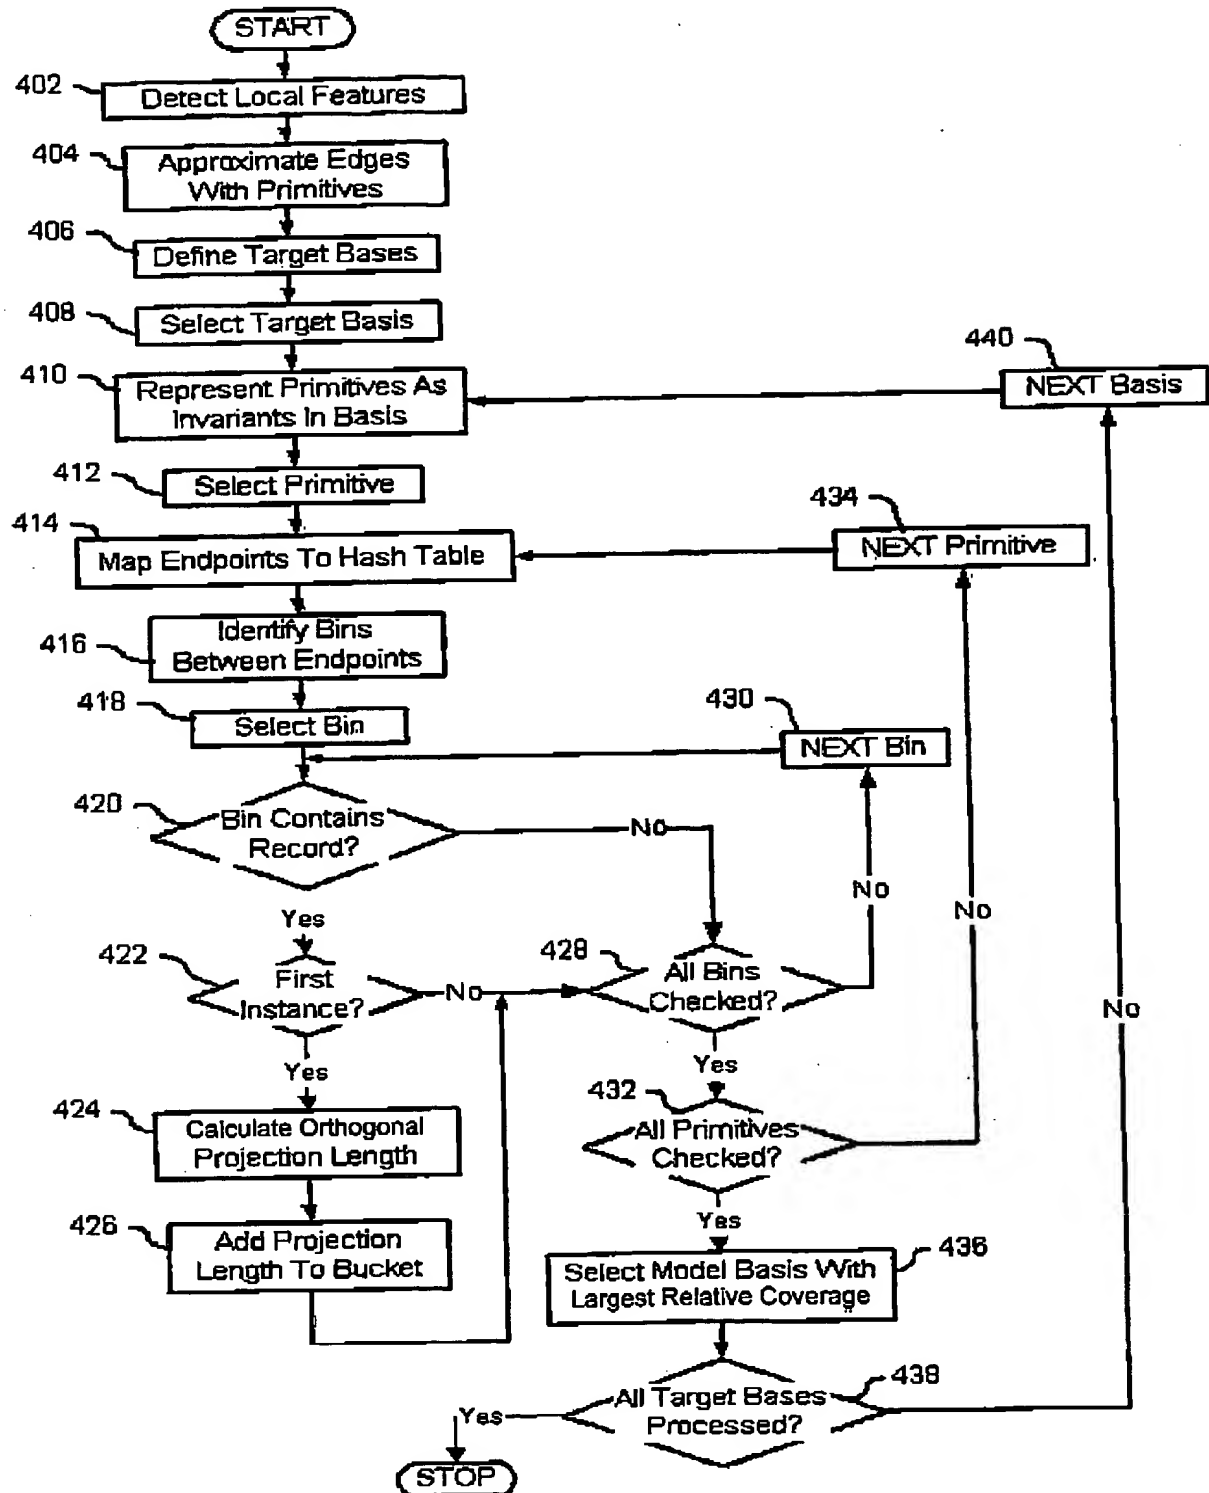 START
402
Detect Local Features
404
Approximate Edges
With Primitives
406
Define Target Bases
408
Select Target Basis
440
NEXT Basis
410
Represent Primitives As
Invariants In Basis
412
Select Primitive
434
NEXT Primitive
414
Map Endpoints To Hash Table
416
Identify Bins
Between Endpoints
418
Select Bin
430
NEXT Bin
420
Bin Contains
Record?
No
No
No
No
Yes
422
First
Instance?
No
428
All Bins
Checked?
Yes
Yes
424
Calculate Orthogonal
Projection Length
432
All Primitives
Checked?
Yes
426
Add Projection
Length To Bucket
436
Select Model Basis With
Largest Relative Coverage
438
All Target Bases
Processed?
Yes
STOP